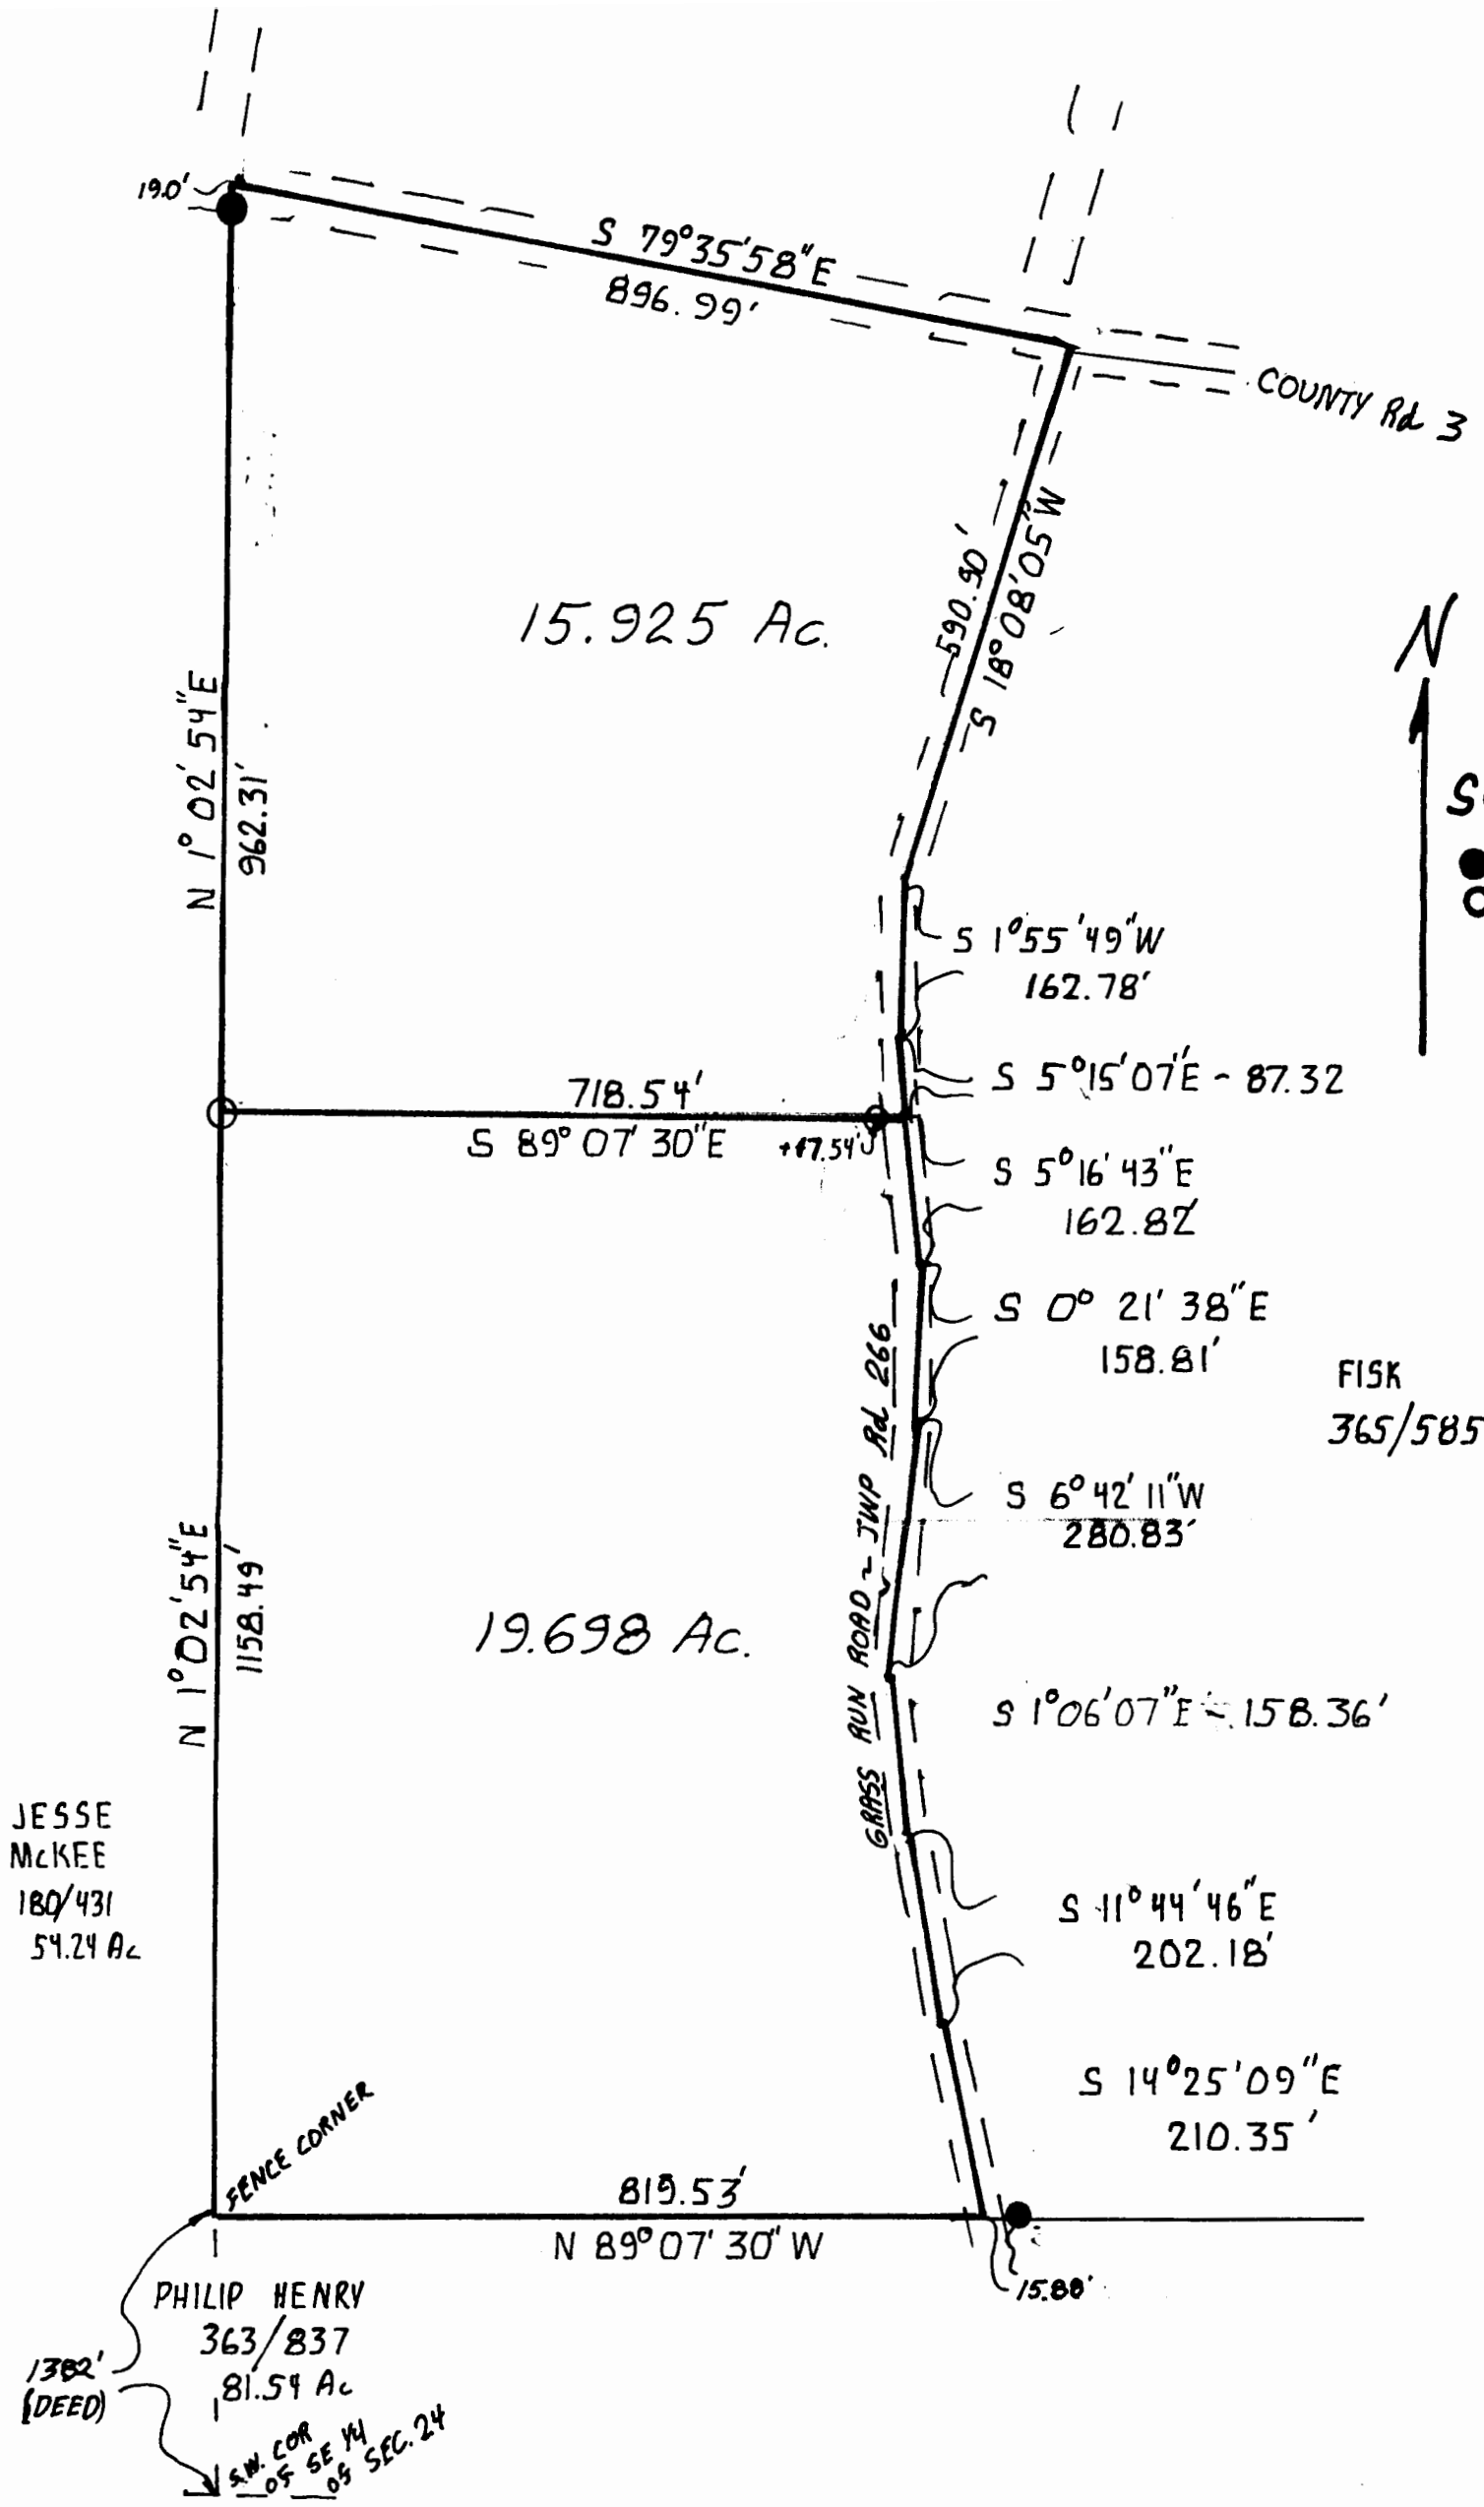 19.0'
S 79°35'58"E
896.99'
COUNTY Rd 3
590.90'
S 18°08'05"W
15.925 Ac.
N
N 1°02'54"E
962.31'
S 1°55'49"W
162.78'
S 5°15'07"E - 87.32
718.54'
S 89°07'30"E
S 5°16'43"E
162.82
S 0°21'38"E
158.81'
FISK
365/585
S 6°42'11"W
280.83'
GRASS RUN ROAD ~ TWP Rd 266
N 1°02'54"E
1158.49'
19.698 Ac.
S 1°06'07"E - 158.36'
JESSE
McKEE
180/431
54.24 Ac
S 11°44'46"E
202.18'
S 14°25'09"E
210.35'
FENCE CORNER
819.53'
N 89°07'30"W
15.88'
PHILIP HENRY
363/837
81.54 Ac
1382'
(DEED)
S.W. COR
OF SE 1/4
OF SEC. 24